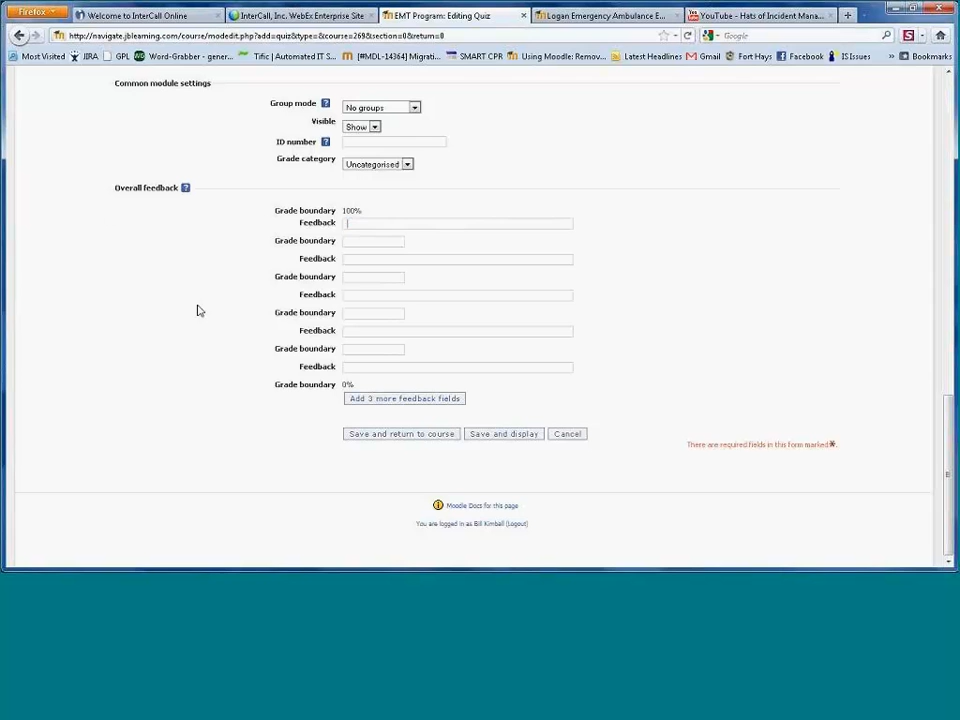 Firefox
Welcome to InterCall Online
InterCall, Inc. WebEx Enterprise Site
EMT Program: Editing Quiz
Logan Emergency Ambulance E...
YouTube - Hats of Incident Mana...
http://navigate.jblearning.com/course/modedit.php?add=quiz&type=&course=269&section=0&return=0
Google
Most Visited
JIRA
GPL
Word-Grabber - gener...
Tific | Automated IT S...
[#MDL-14364] Migrati...
SMART CPR
Using Moodle: Remov...
Latest Headlines
Gmail
Fort Hays
Facebook
ISIssues
Bookmarks
Common module settings
Group mode ? No groups
Visible Show
ID number ?
Grade category Uncategorised
Overall feedback ?
Grade boundary 100%
Feedback
Grade boundary
Feedback
Grade boundary
Feedback
Grade boundary
Feedback
Grade boundary
Feedback
Grade boundary 0%
Add 3 more feedback fields
Save and return to course Save and display Cancel
There are required fields in this form marked*.
Moodle Docs for this page
You are logged in as Bill Kimball (Logout)